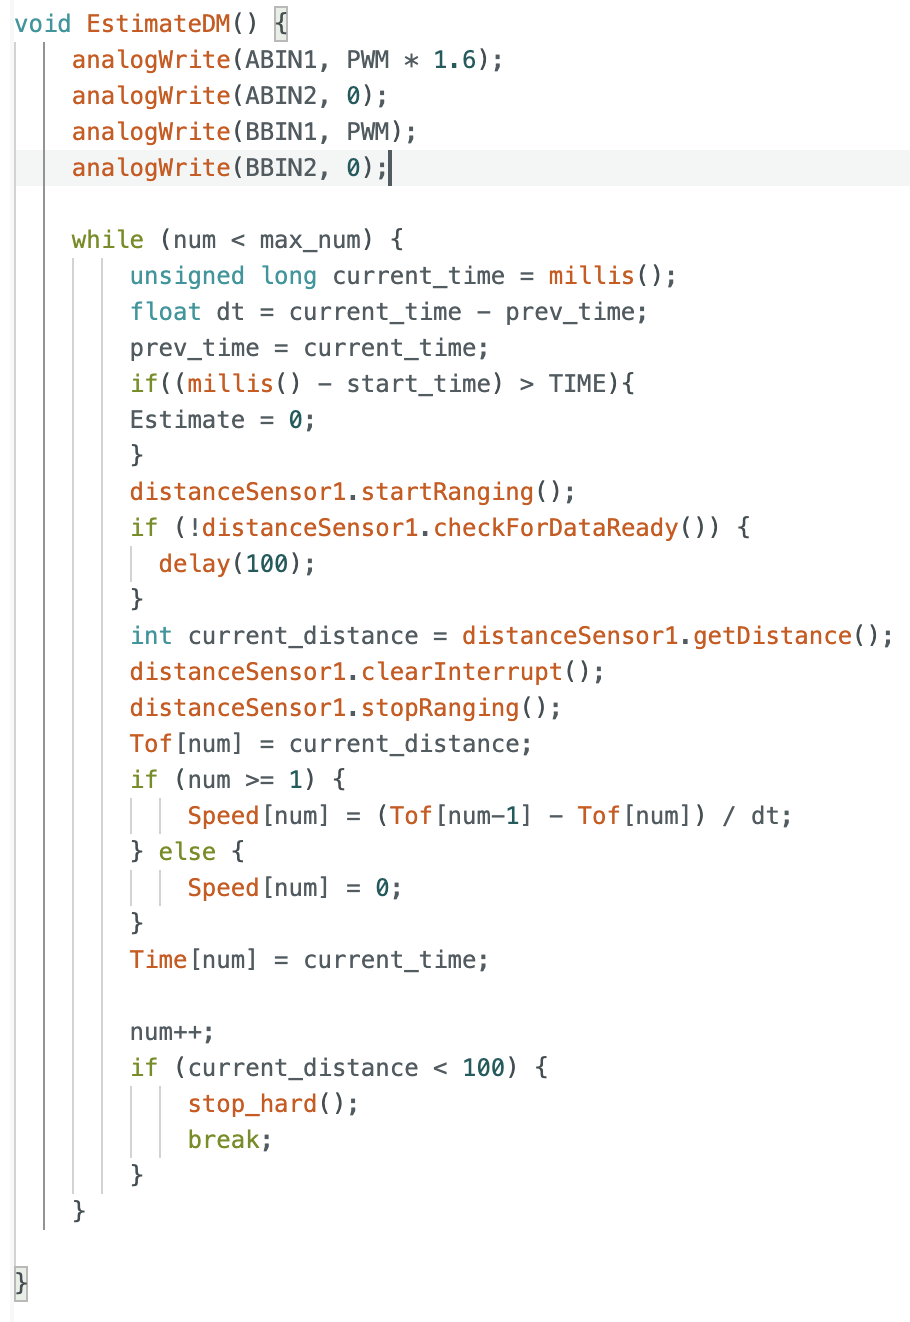 void EstimateDM() {
    analogWrite(ABIN1, PWM * 1.6);
    analogWrite(ABIN2, 0);
    analogWrite(BBIN1, PWM);
    analogWrite(BBIN2, 0);

    while (num < max_num) {
        unsigned long current_time = millis();
        float dt = current_time - prev_time;
        prev_time = current_time;
        if((millis() - start_time) > TIME){
        Estimate = 0;
        }
        distanceSensor1.startRanging();
        if (!distanceSensor1.checkForDataReady()) {
          delay(100);
        }
        int current_distance = distanceSensor1.getDistance();
        distanceSensor1.clearInterrupt();
        distanceSensor1.stopRanging();
        Tof[num] = current_distance;
        if (num >= 1) {
            Speed[num] = (Tof[num-1] - Tof[num]) / dt;
        } else {
            Speed[num] = 0;
        }
        Time[num] = current_time;

        num++;
        if (current_distance < 100) {
            stop_hard();
            break;
        }
    }

}